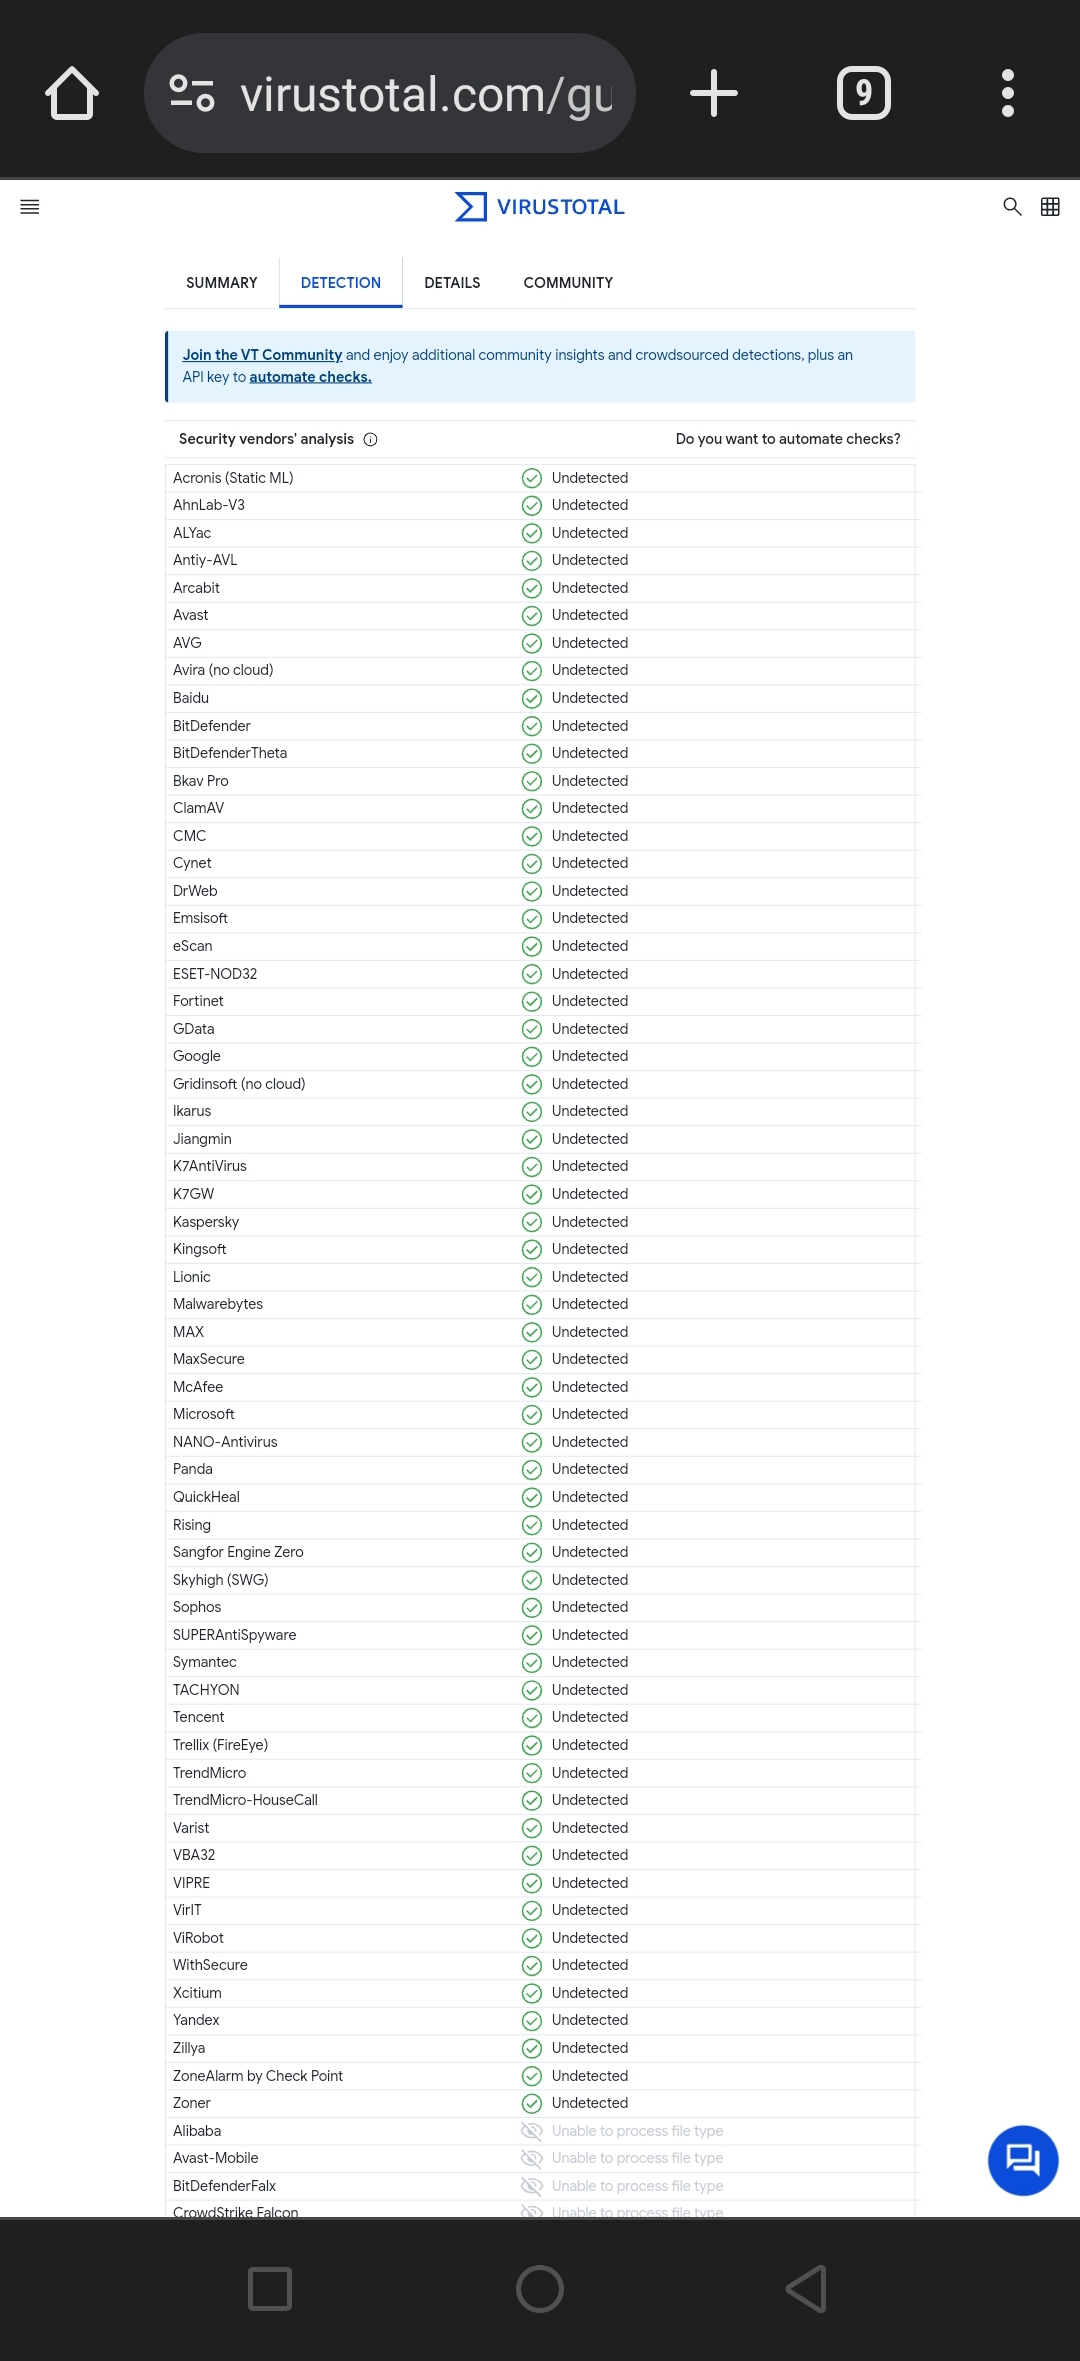 virustotal.com/gu
9
VIRUSTOTAL
SUMMARY DETECTION DETAILS COMMUNITY
Join the VT Community and enjoy additional community insights and crowdsourced detections, plus an
API key to automate checks.
Security vendors' analysis Do you want to automate checks?
Acronis (Static ML) Undetected
AhnLab-V3 Undetected
ALYac Undetected
Antiy-AVL Undetected
Arcabit Undetected
Avast Undetected
AVG Undetected
Avira (no cloud) Undetected
Baidu Undetected
BitDefender Undetected
BitDefenderTheta Undetected
Bkav Pro Undetected
ClamAV Undetected
CMC Undetected
Cynet Undetected
DrWeb Undetected
Emsisoft Undetected
eScan Undetected
ESET-NOD32 Undetected
Fortinet Undetected
GData Undetected
Google Undetected
Gridinsoft (no cloud) Undetected
Ikarus Undetected
Jiangmin Undetected
K7AntiVirus Undetected
K7GW Undetected
Kaspersky Undetected
Kingsoft Undetected
Lionic Undetected
Malwarebytes Undetected
MAX Undetected
MaxSecure Undetected
McAfee Undetected
Microsoft Undetected
NANO-Antivirus Undetected
Panda Undetected
QuickHeal Undetected
Rising Undetected
Sangfor Engine Zero Undetected
Skyhigh (SWG) Undetected
Sophos Undetected
SUPERAntiSpyware Undetected
Symantec Undetected
TACHYON Undetected
Tencent Undetected
Trellix (FireEye) Undetected
TrendMicro Undetected
TrendMicro-HouseCall Undetected
Varist Undetected
VBA32 Undetected
VIPRE Undetected
VirIT Undetected
ViRobot Undetected
WithSecure Undetected
Xcitium Undetected
Yandex Undetected
Zillya Undetected
ZoneAlarm by Check Point Undetected
Zoner Undetected
Alibaba Unable to process file type
Avast-Mobile Unable to process file type
BitDefenderFalx Unable to process file type
CrowdStrike Falcon Unable to process file type